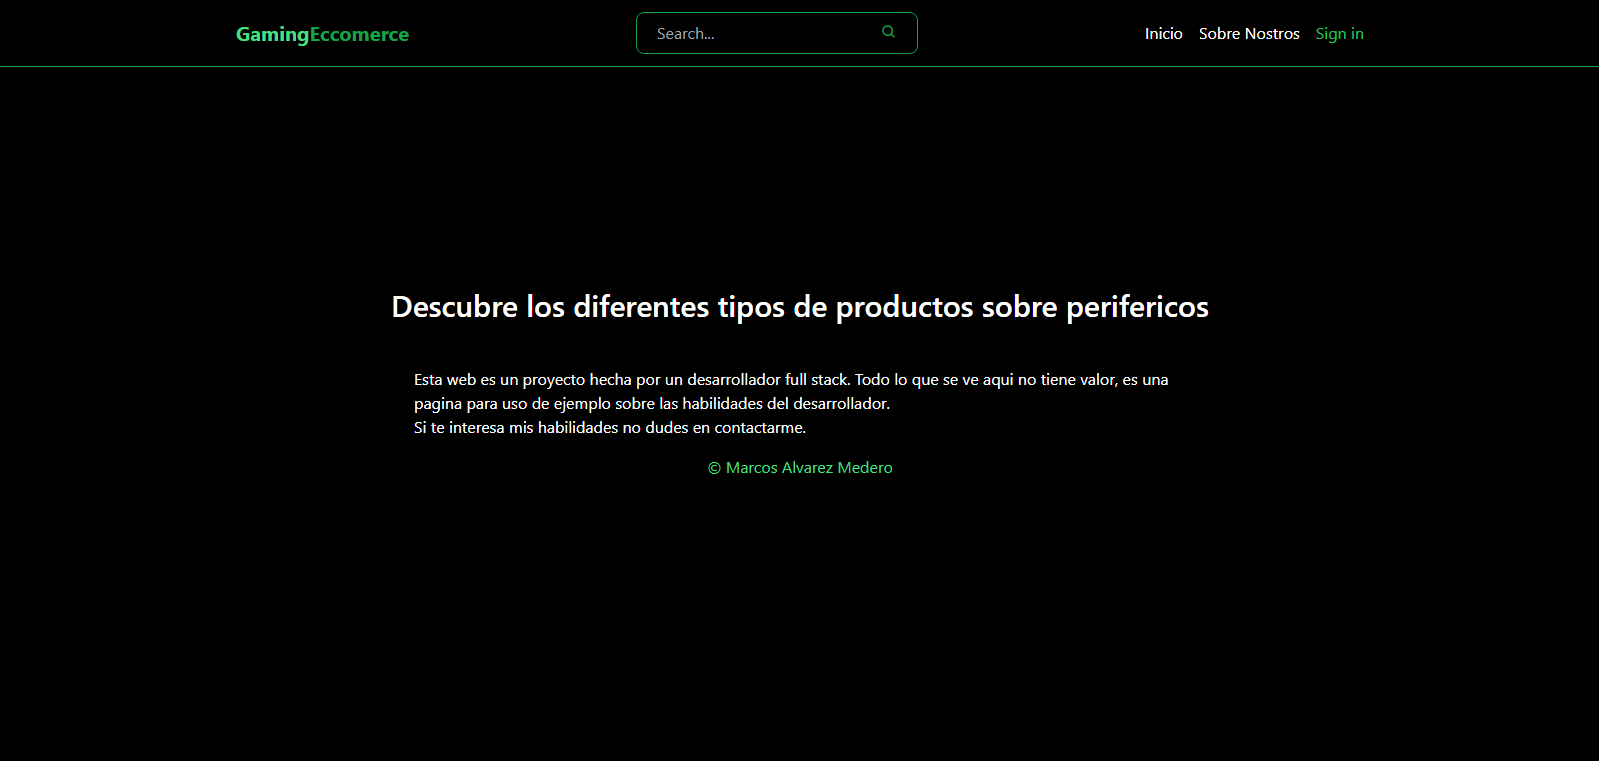 GamingEccomerce
Search...
Inicio Sobre Nostros Sign in
Descubre los diferentes tipos de productos sobre perifericos
Esta web es un proyecto hecha por un desarrollador full stack. Todo lo que se ve aqui no tiene valor, es una
pagina para uso de ejemplo sobre las habilidades del desarrollador.
Si te interesa mis habilidades no dudes en contactarme.
© Marcos Alvarez Medero